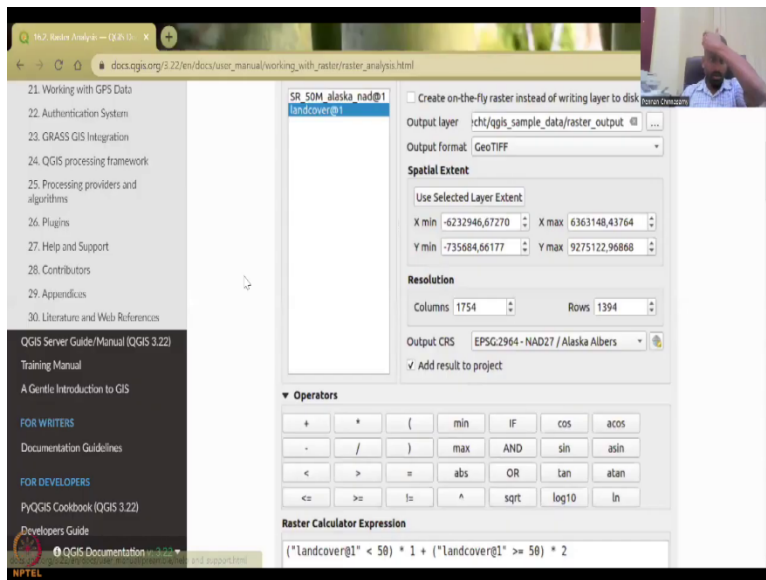 16.2. Raster Analysis — QGIS Do
docs.qgis.org/3.22/en/docs/user_manual/working_with_raster/raster_analysis.html
21. Working with GPS Data
22. Authentication System
23. GRASS GIS Integration
24. QGIS processing framework
25. Processing providers and
algorithms
26. Plugins
27. Help and Support
28. Contributors
29. Appendices
30. Literature and Web References
QGIS Server Guide/Manual (QGIS 3.22)
Training Manual
A Gentle Introduction to GIS
FOR WRITERS
Documentation Guidelines
FOR DEVELOPERS
PyQGIS Cookbook (QGIS 3.22)
Developers Guide
QGIS Documentation v: 3.22
NPTEL
SR_50M_alaska_nad@1
landcover@1
Create on-the-fly raster instead of writing layer to disk
Output layer cht/qgis_sample_data/raster_output ...
Output format GeoTIFF
Spatial Extent
Use Selected Layer Extent
X min -6232946,67270 X max 6363148,43764
Y min -735684,66177 Y max 9275122,96868
Resolution
Columns 1754 Rows 1394
Output CRS EPSG:2964 - NAD27 / Alaska Albers
Add result to project
Operators
+ * ( min IF cos acos
- / ) max AND sin asin
< > = abs OR tan atan
<= >= != ^ sqrt log10 ln
Raster Calculator Expression
("landcover@1" < 50) * 1 + ("landcover@1" >= 50) * 2